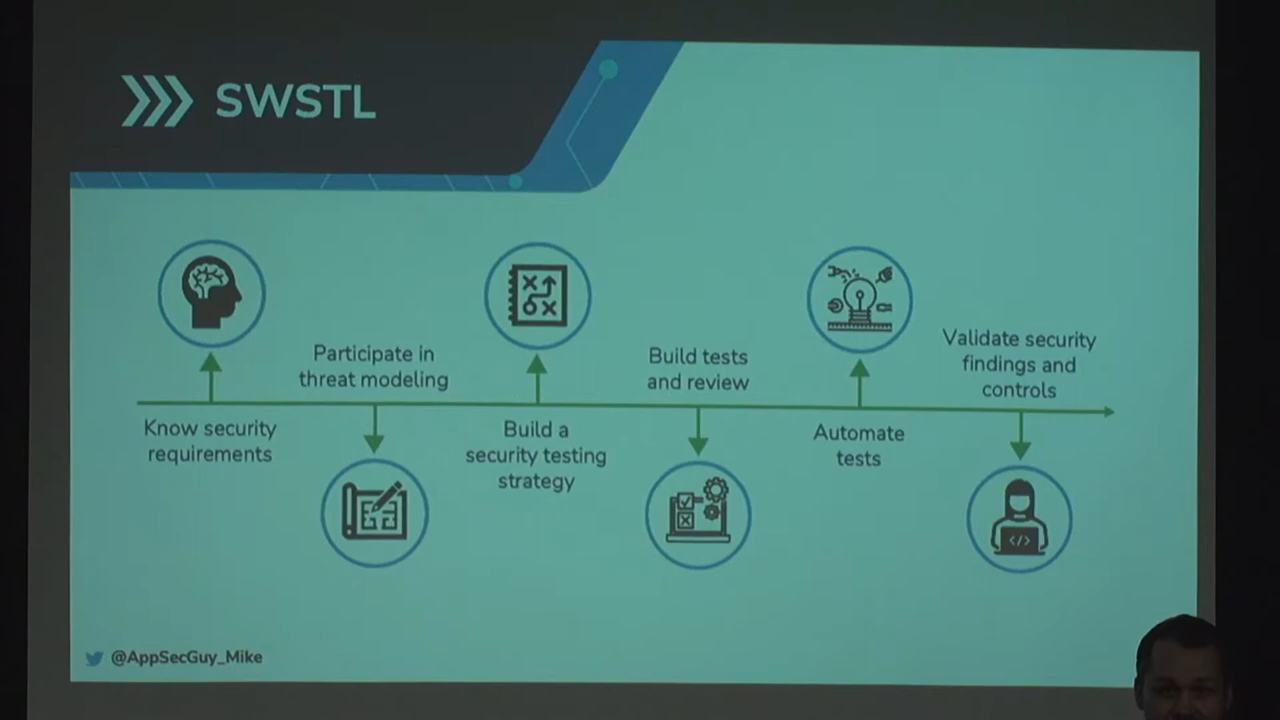 SWSTL
Know security
requirements
Participate in
threat modeling
Build a
security testing
strategy
Build tests
and review
Automate
tests
Validate security
findings and
controls
@AppSecGuy_Mike